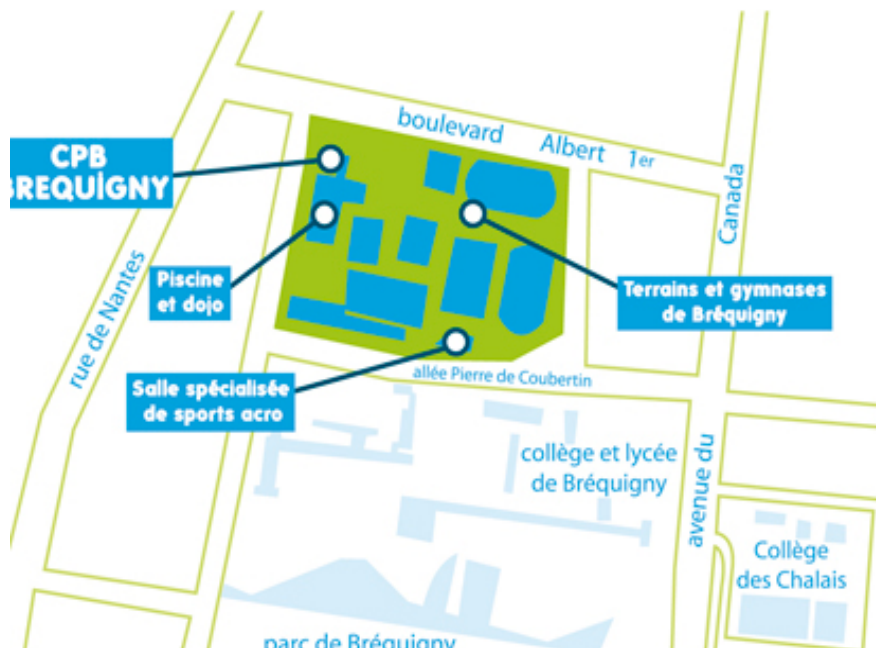 boulevard Albert 1er
CPB
BREQUIGNY
Canada
Piscine
et dojo
Terrains et gymnases
de Bréquigny
rue de Nantes
allée Pierre de Coubertin
Salle spécialisée
de sports acro
collège et lycée
de Bréquigny
avenue du
Collège
des Chalais
parc de Bréquigny